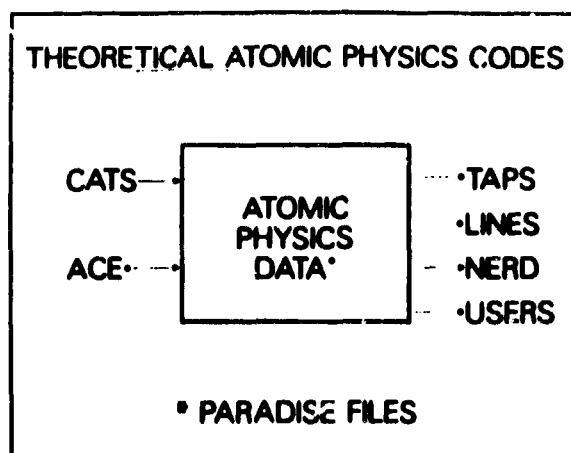 THEORETICAL ATOMIC PHYSICS CODES
CATS
ACE
ATOMIC
PHYSICS
DATA*
TAPS
LINES
NERD
USERS
* PARADISE FILES